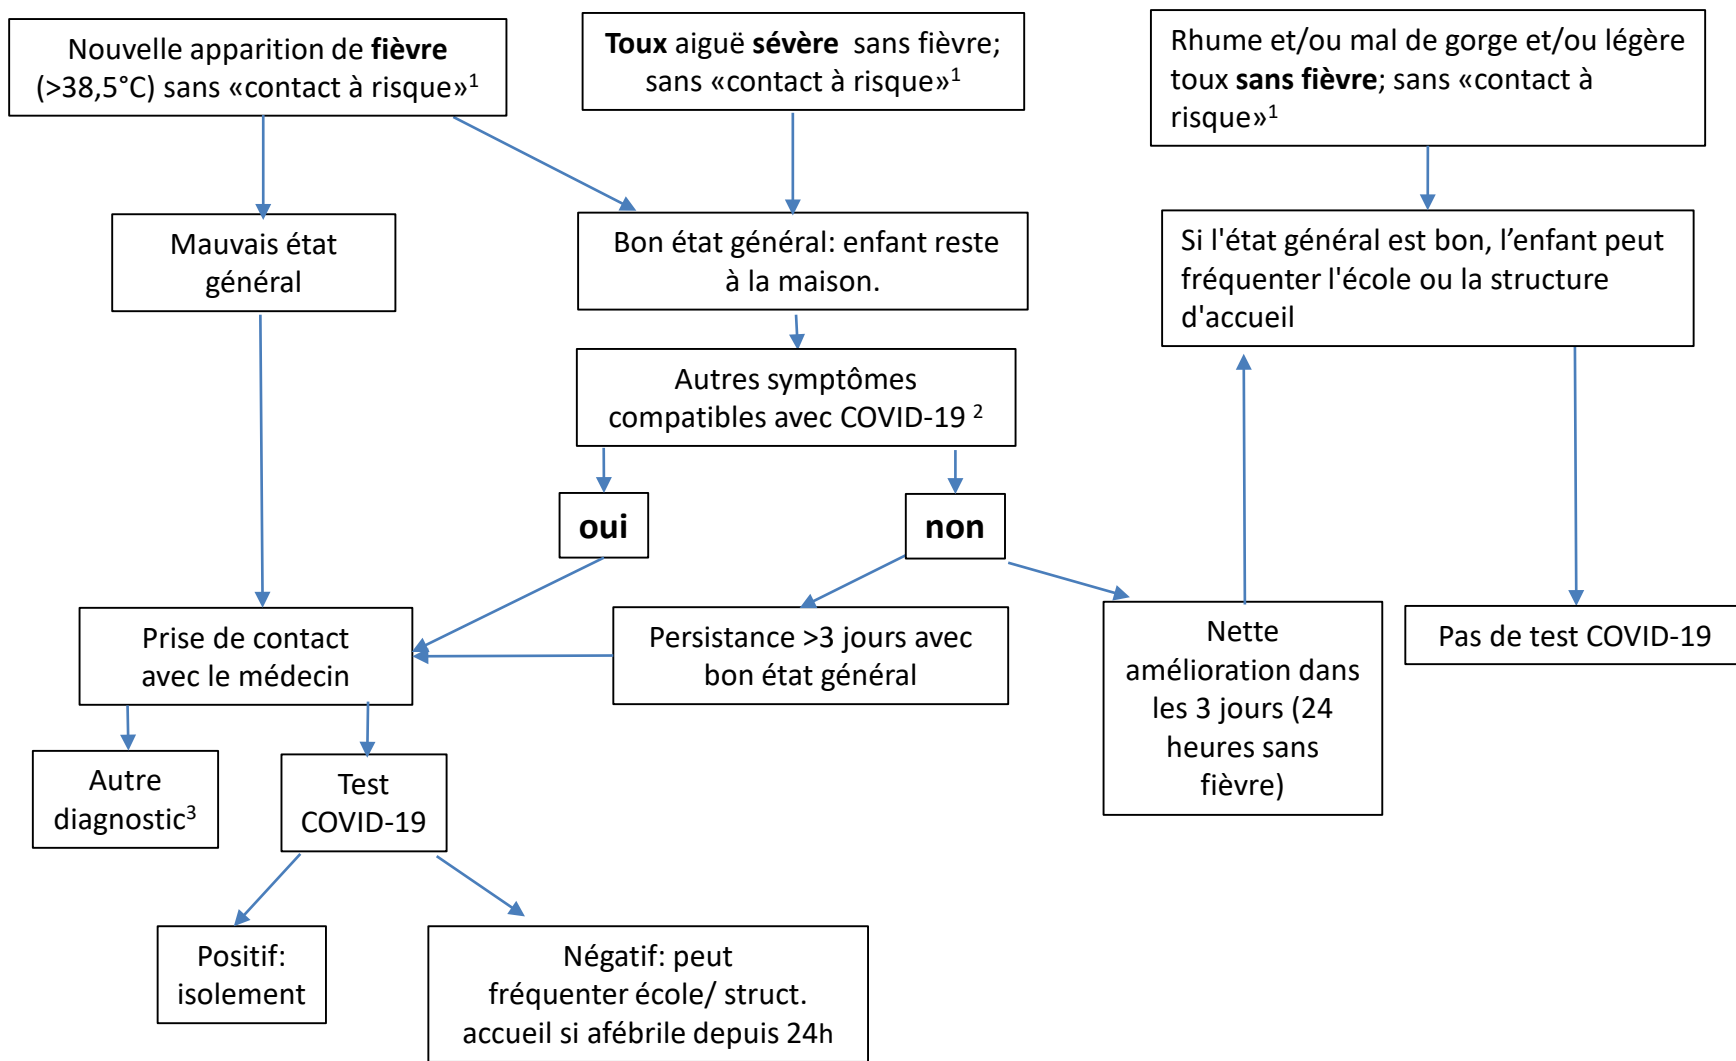 Nouvelle apparition de fièvre
(>38,5°C) sans «contact à risque»1
Toux aiguë sévère sans fièvre;
sans «contact à risque»1
Rhume et/ou mal de gorge et/ou légère
toux sans fièvre; sans «contact à
risque»1
Mauvais état
général
Bon état général: enfant reste
à la maison.
Si l'état général est bon, l’enfant peut
fréquenter l'école ou la structure
d'accueil
Autres symptômes
compatibles avec COVID-19 2
oui
non
Prise de contact
avec le médecin
Persistance >3 jours avec
bon état général
Nette
amélioration dans
les 3 jours (24
heures sans
fièvre)
Pas de test COVID-19
Autre
diagnostic3
Test
COVID-19
Positif:
isolement
Négatif: peut
fréquenter école/ struct.
accueil si afébrile depuis 24h